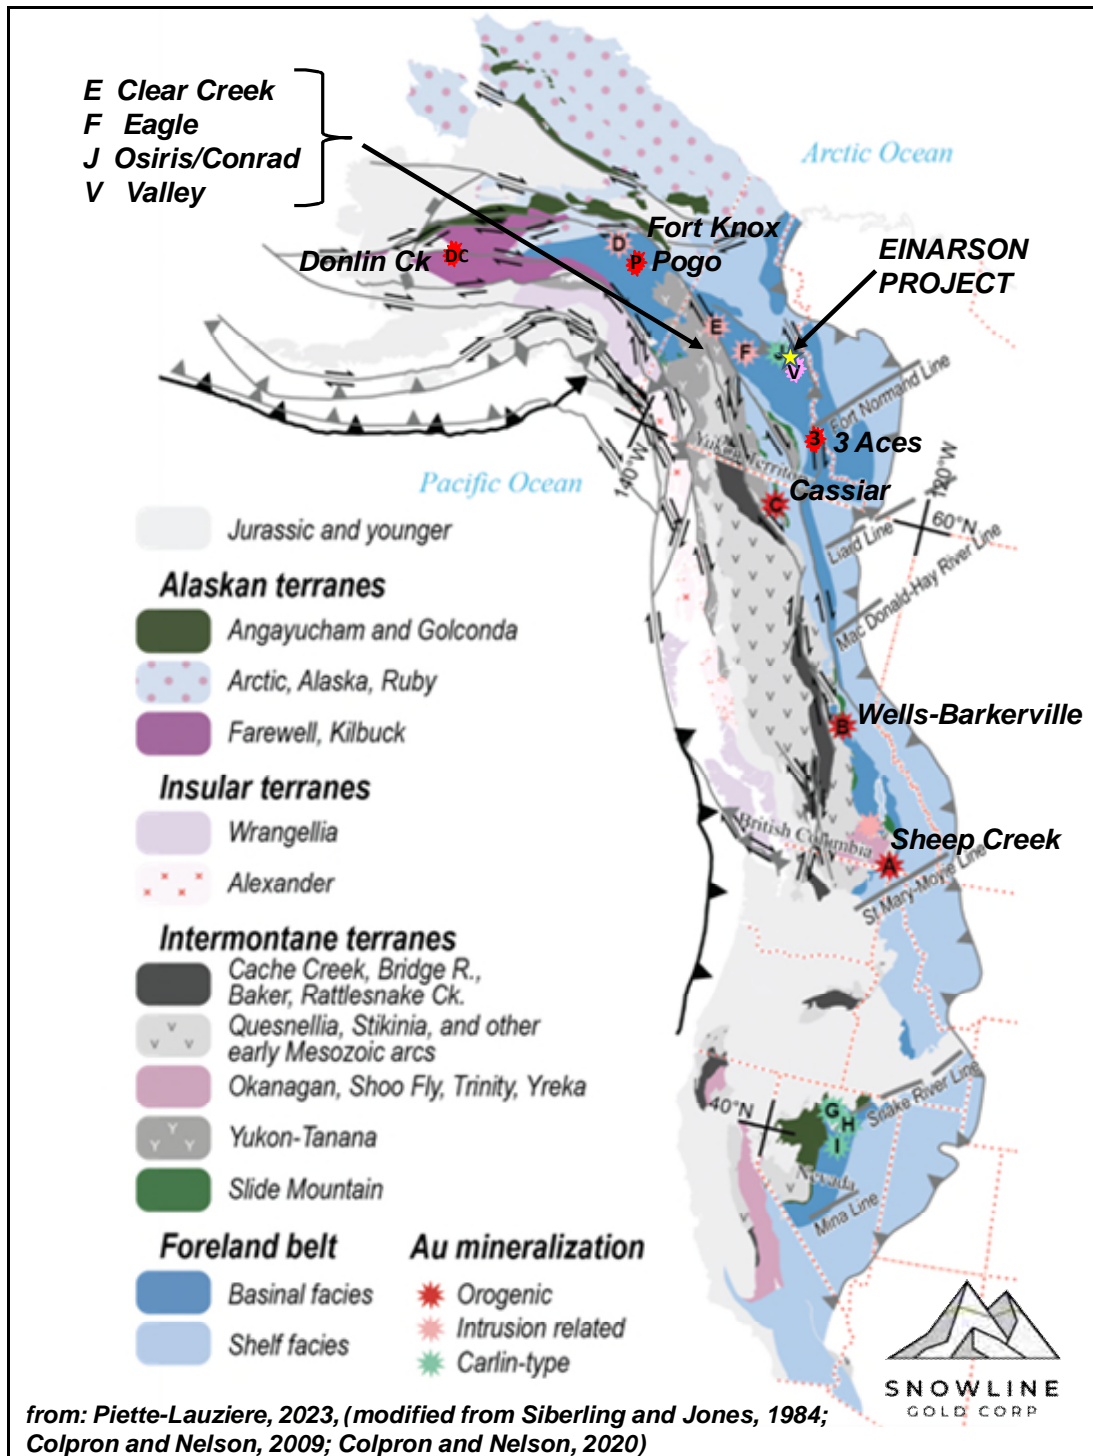 E Clear Creek
F Eagle
J Osiris/Conrad
V Valley
Arctic Ocean
EINARSON
PROJECT
Fort Knox
Pogo
Donlin Ck
DC
D
P
E
F
J
V
3
3 Aces
Fort Normand Line
Yukon Territory
140°W
120°W
60°N
Cassiar
C
Liard Line
Mac Donald-Hay River Line
Pacific Ocean
B
Wells-Barkerville
British Columbia
Sheep Creek
A
St Mary-Moyie Line
Snake River Line
40°N
G
H
I
Nevada
Mina Line
Jurassic and younger
Alaskan terranes
Angayucham and Golconda
Arctic, Alaska, Ruby
Farewell, Kilbuck
Insular terranes
Wrangellia
Alexander
Intermontane terranes
Cache Creek, Bridge R.,
Baker, Rattlesnake Ck.
Quesnellia, Stikinia, and other
early Mesozoic arcs
Okanagan, Shoo Fly, Trinity, Yreka
Yukon-Tanana
Slide Mountain
Foreland belt
Basinal facies
Shelf facies
Au mineralization
Orogenic
Intrusion related
Carlin-type
SNOWLINE
GOLD CORP
from: Piette-Lauziere, 2023, (modified from Siberling and Jones, 1984;
Colpron and Nelson, 2009; Colpron and Nelson, 2020)